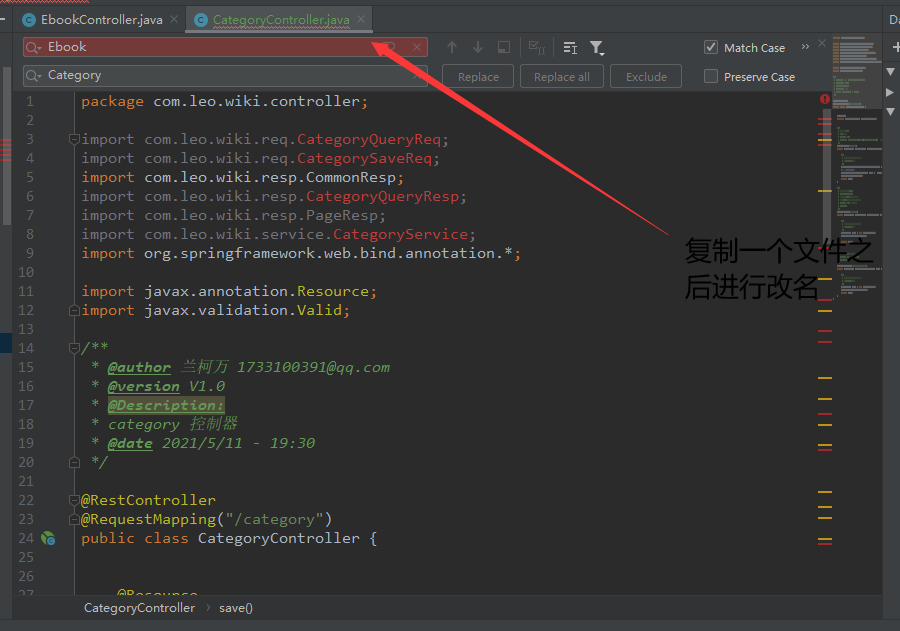 EbookController.java
CategoryController.java
Ebook
Match Case
Category
Replace
Replace all
Exclude
Preserve Case
1 package com.leo.wiki.controller;
2
3 import com.leo.wiki.req.CategoryQueryReq;
4 import com.leo.wiki.req.CategorySaveReq;
5 import com.leo.wiki.resp.CommonResp;
6 import com.leo.wiki.resp.CategoryQueryResp;
7 import com.leo.wiki.resp.PageResp;
8 import com.leo.wiki.service.CategoryService;
9 import org.springframework.web.bind.annotation.*;
10
11 import javax.annotation.Resource;
12 import javax.validation.Valid;
13
14 /**
15 * @author 兰柯万 1733100391@qq.com
16 * @version V1.0
17 * @Description:
18 * category 控制器
19 * @date 2021/5/11 - 19:30
20 */
21
22 @RestController
23 @RequestMapping("/category")
24 public class CategoryController {
25
26
27 @Resource
复制一个文件之
后进行改名
CategoryController
save()